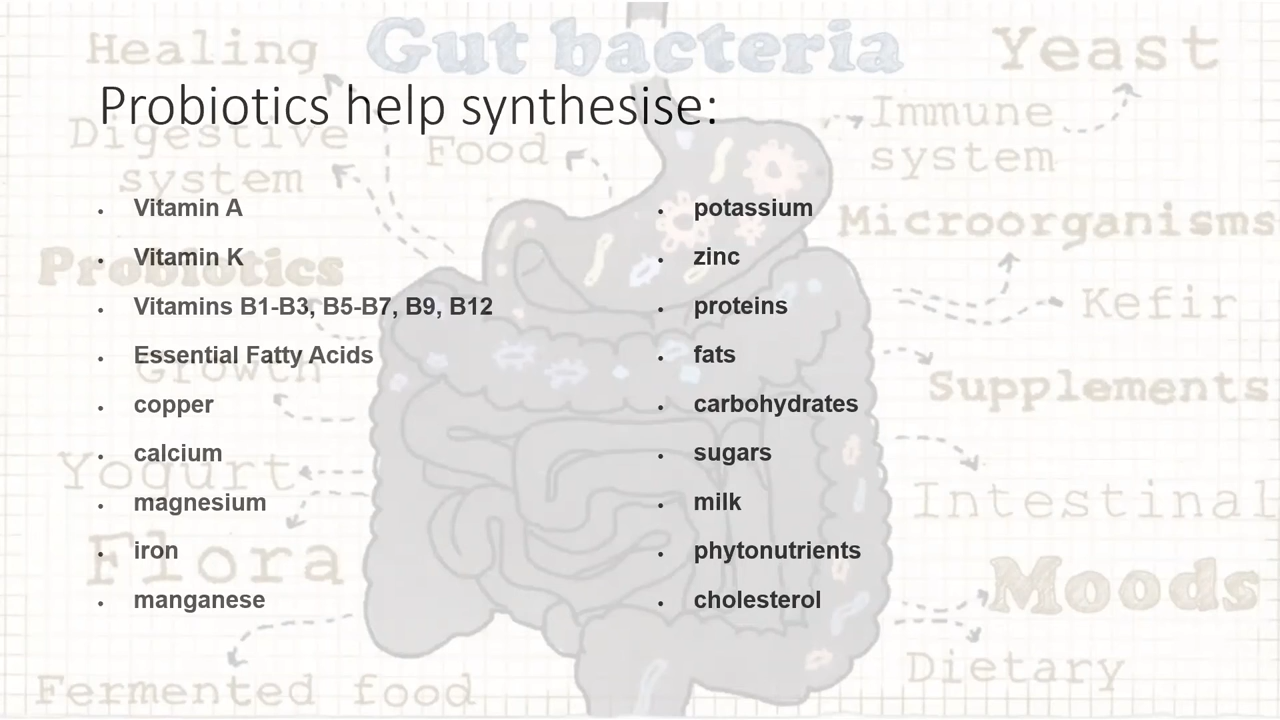 Healing
Gut bacteria
Yeast
Probiotics help synthesise:
Digestive
system
Food
Immune
system
Vitamin A
Vitamin K
Vitamins B1-B3, B5-B7, B9, B12
Essential Fatty Acids
copper
calcium
magnesium
iron
manganese
potassium
zinc
proteins
fats
carbohydrates
sugars
milk
phytonutrients
cholesterol
Probiotics
Growth
Yogurt
Flora
Fermented food
Microorganisms
Kefir
Supplements
Intestinal
Moods
Dietary